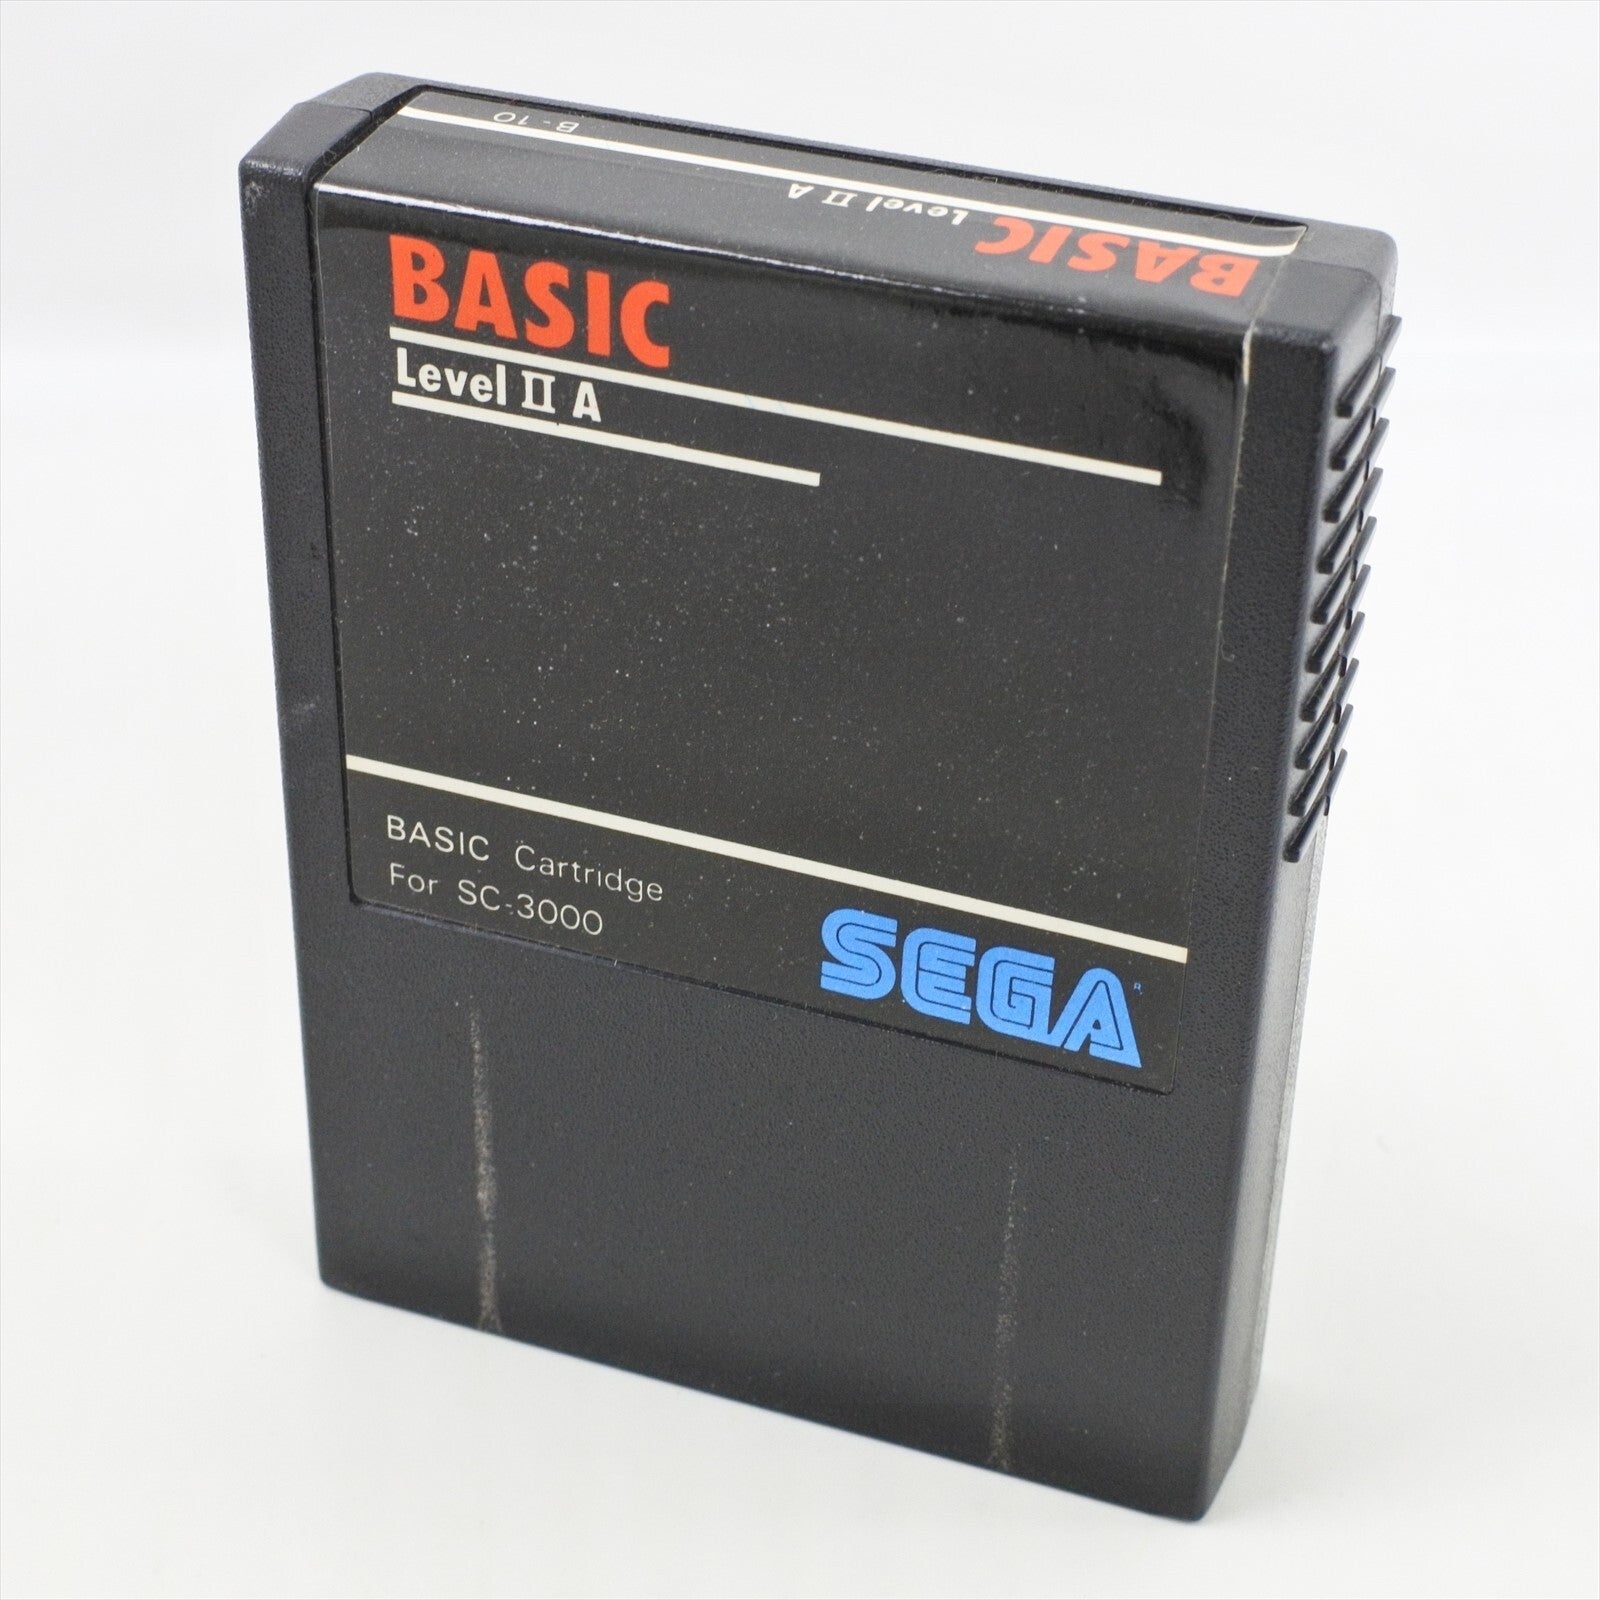 B-10
BASIC Level II A
BASIC
Level II A
BASIC Cartridge
For SC-3000
SEGA R